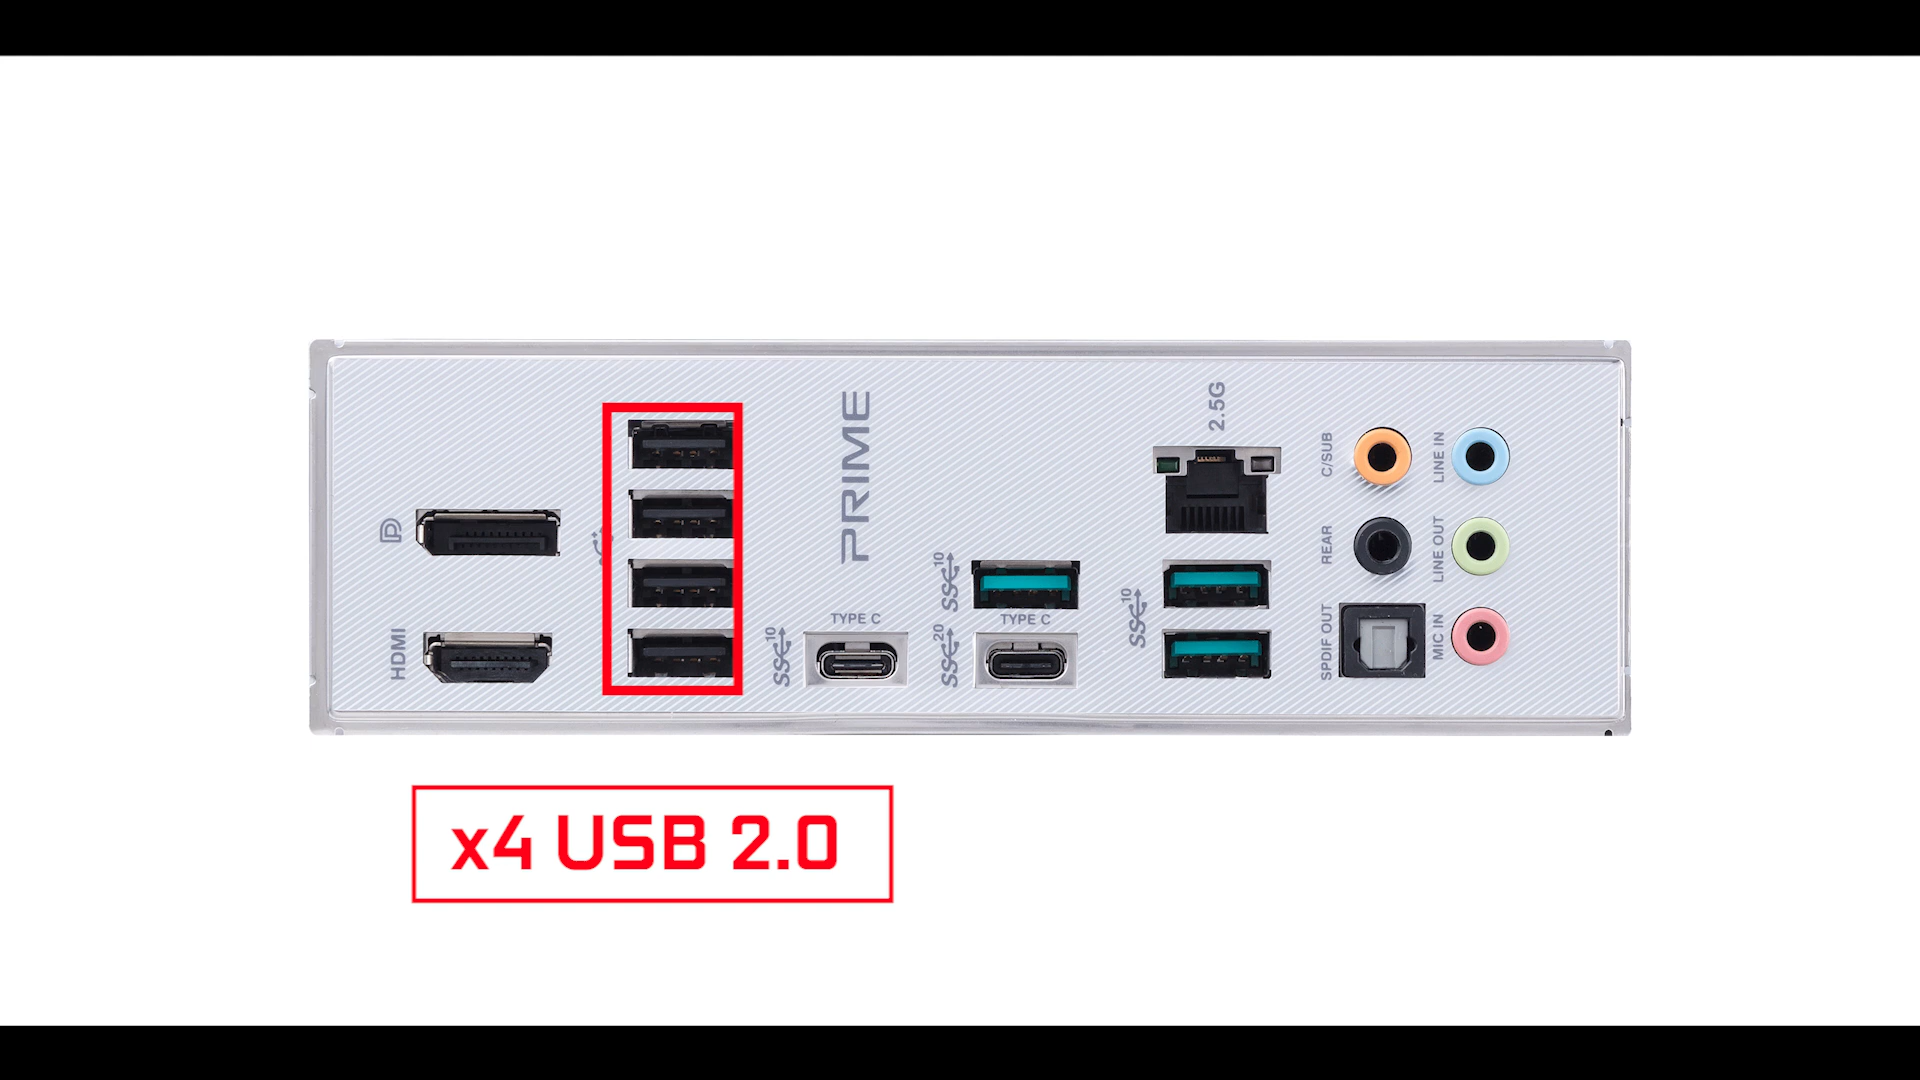 HDMI
PRIME
SS 10
TYPE C
SS 10
SS 20
TYPE C
2.5G
SS 10
C/SUB
LINE IN
REAR
LINE OUT
SPDIF OUT
MIC IN
x4 USB 2.0